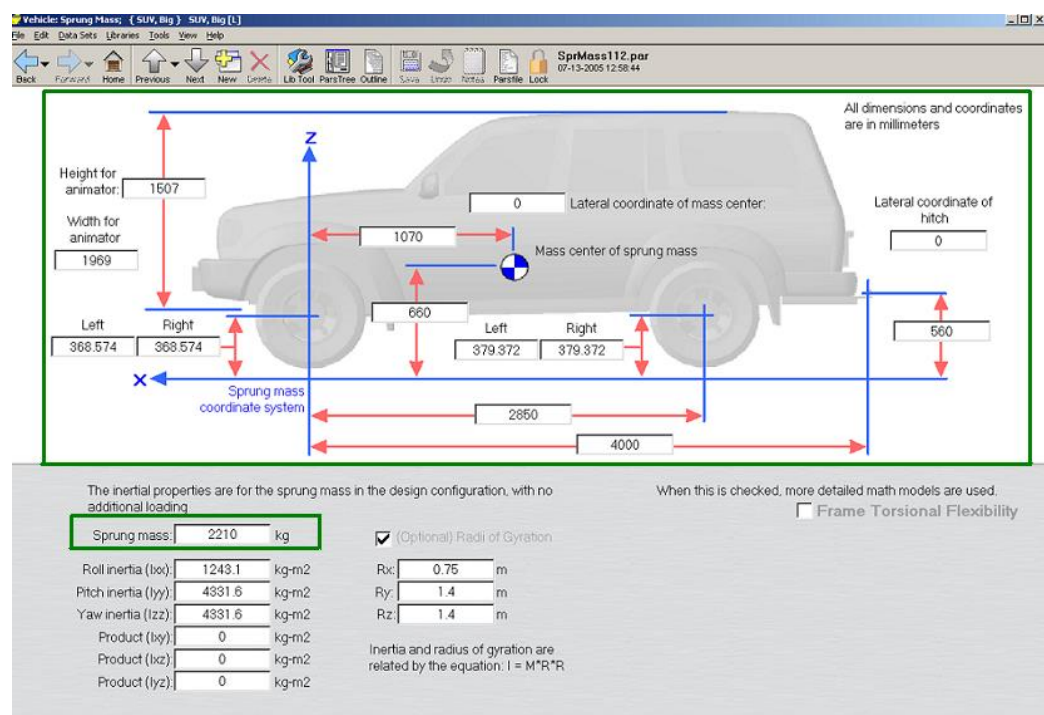 Vehicle: Sprung Mass; { SUV, Big } SUV, Big [L]
File Edit Data Sets Libraries Tools View Help
Back Forward Home Previous Next New Delete Lib Tool ParsTree Outline Save Undo Notes Parsfile Lock
SprMass112.par
07-13-2005 12:58:44
All dimensions and coordinates
are in millimeters
Z
Height for
animator: 1507
Width for
animator
1969
0 Lateral coordinate of mass center:
Lateral coordinate of
hitch
0
1070
Mass center of sprung mass
660
Left Right
368.574 368.574
Left Right
379.372 379.372
560
X
Sprung mass
coordinate system
2850
4000
The inertial properties are for the sprung mass in the design configuration, with no
additional loading
When this is checked, more detailed math models are used.
Frame Torsional Flexibility
Sprung mass: 2210 kg
(Optional) Radii of Gyration
Roll inertia (Ixx): 1243.1 kg-m2
Rx: 0.75 m
Pitch inertia (Iyy): 4331.6 kg-m2
Ry: 1.4 m
Yaw inertia (Izz): 4331.6 kg-m2
Rz: 1.4 m
Product (Ixy): 0 kg-m2
Product (Ixz): 0 kg-m2
Product (Iyz): 0 kg-m2
Inertia and radius of gyration are
related by the equation: I = M*R*R